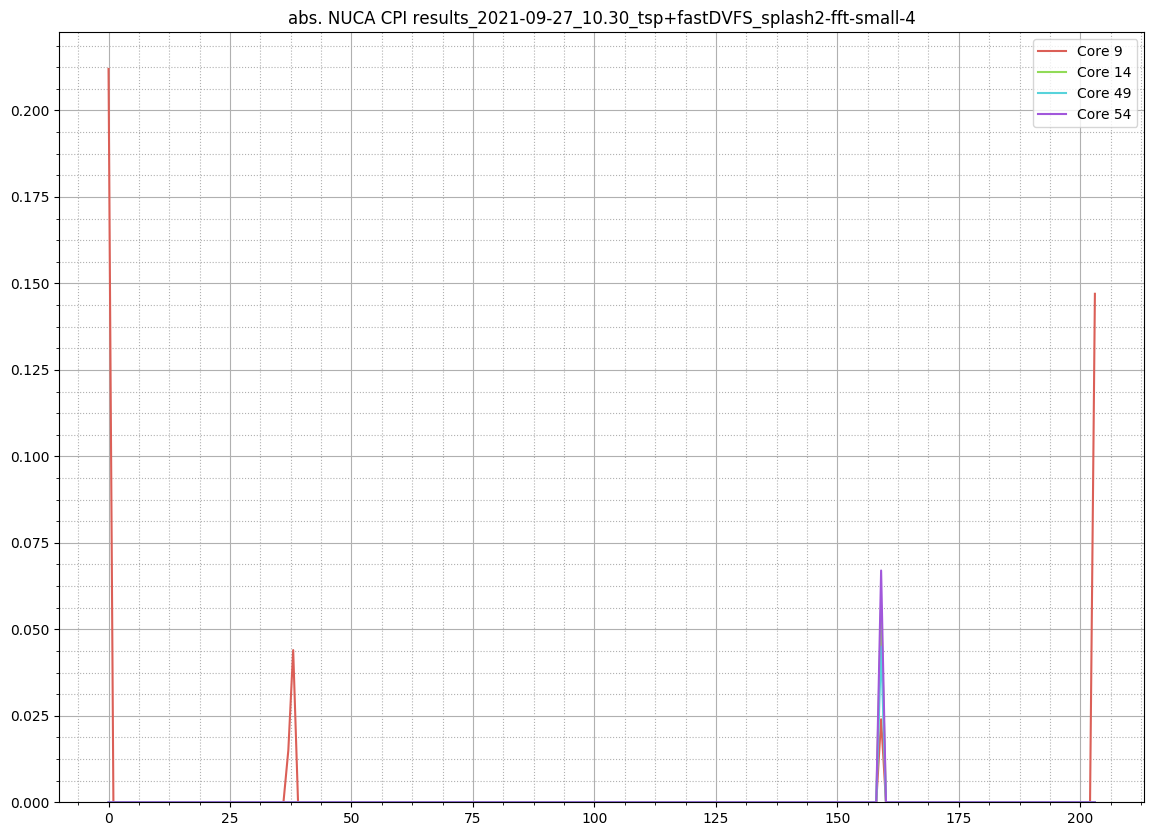 abs. NUCA CPI results_2021-09-27_10.30_tsp+fastDVFS_splash2-fft-small-4
Core 9
Core 14
Core 49
Core 54
0.200
0.175
0.150
0.125
0.100
0.075
0.050
0.025
0.000
0 25 50 75 100 125 150 175 200